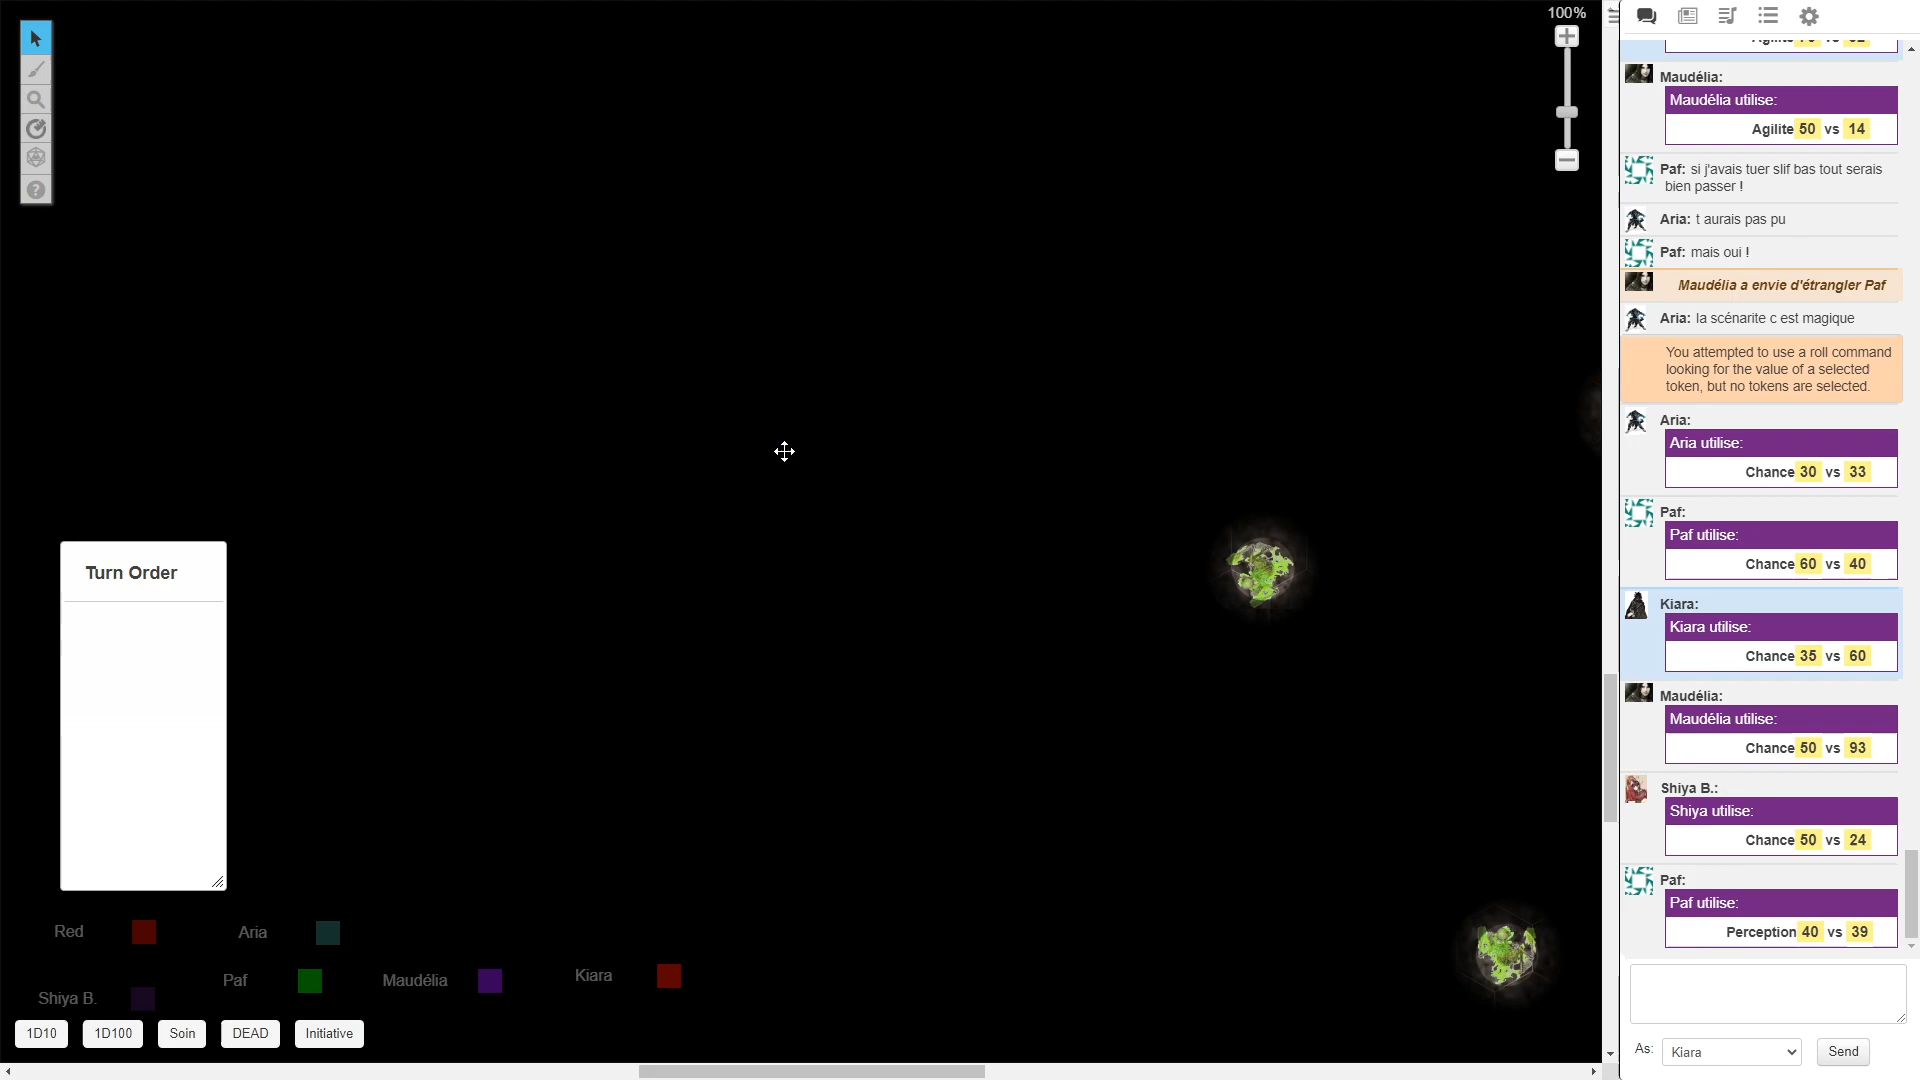 100%
Maudélia:
Maudélia utilise:
Agilite 50 vs 14
Paf: si j'avais tuer slif bas tout serais
bien passer !
Aria: t aurais pas pu
Paf: mais oui !
Maudélia a envie d'étrangler Paf
Aria: la scénarite c est magique
You attempted to use a roll command
looking for the value of a selected
token, but no tokens are selected.
Aria:
Aria utilise:
Chance 30 vs 33
Paf:
Paf utilise:
Chance 60 vs 40
Kiara:
Kiara utilise:
Chance 35 vs 60
Maudélia:
Maudélia utilise:
Chance 50 vs 93
Shiya B.:
Shiya utilise:
Chance 50 vs 24
Paf:
Paf utilise:
Perception 40 vs 39
As: Kiara Send
Turn Order
Red Aria
Paf Maudélia Kiara
Shiya B.
1D10 1D100 Soin DEAD Initiative